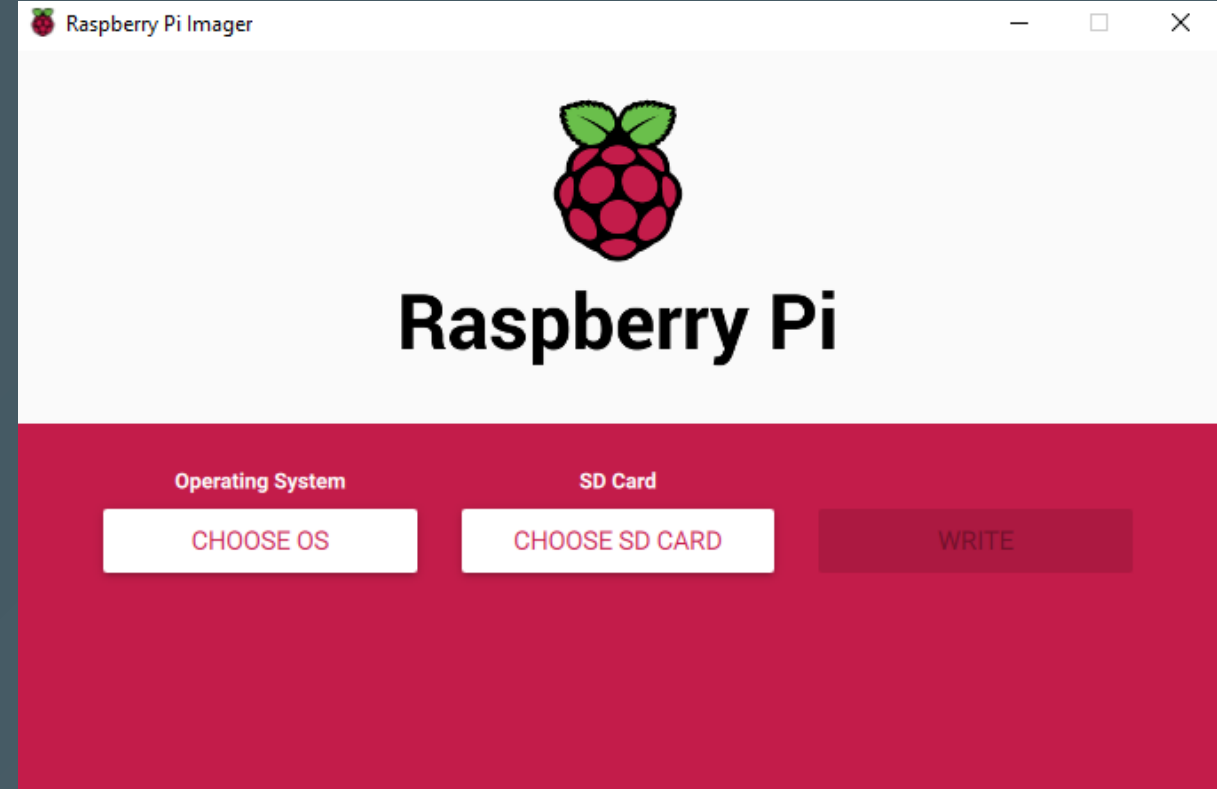 Raspberry Pi Imager
Raspberry Pi
Operating System
SD Card
CHOOSE OS
CHOOSE SD CARD
WRITE